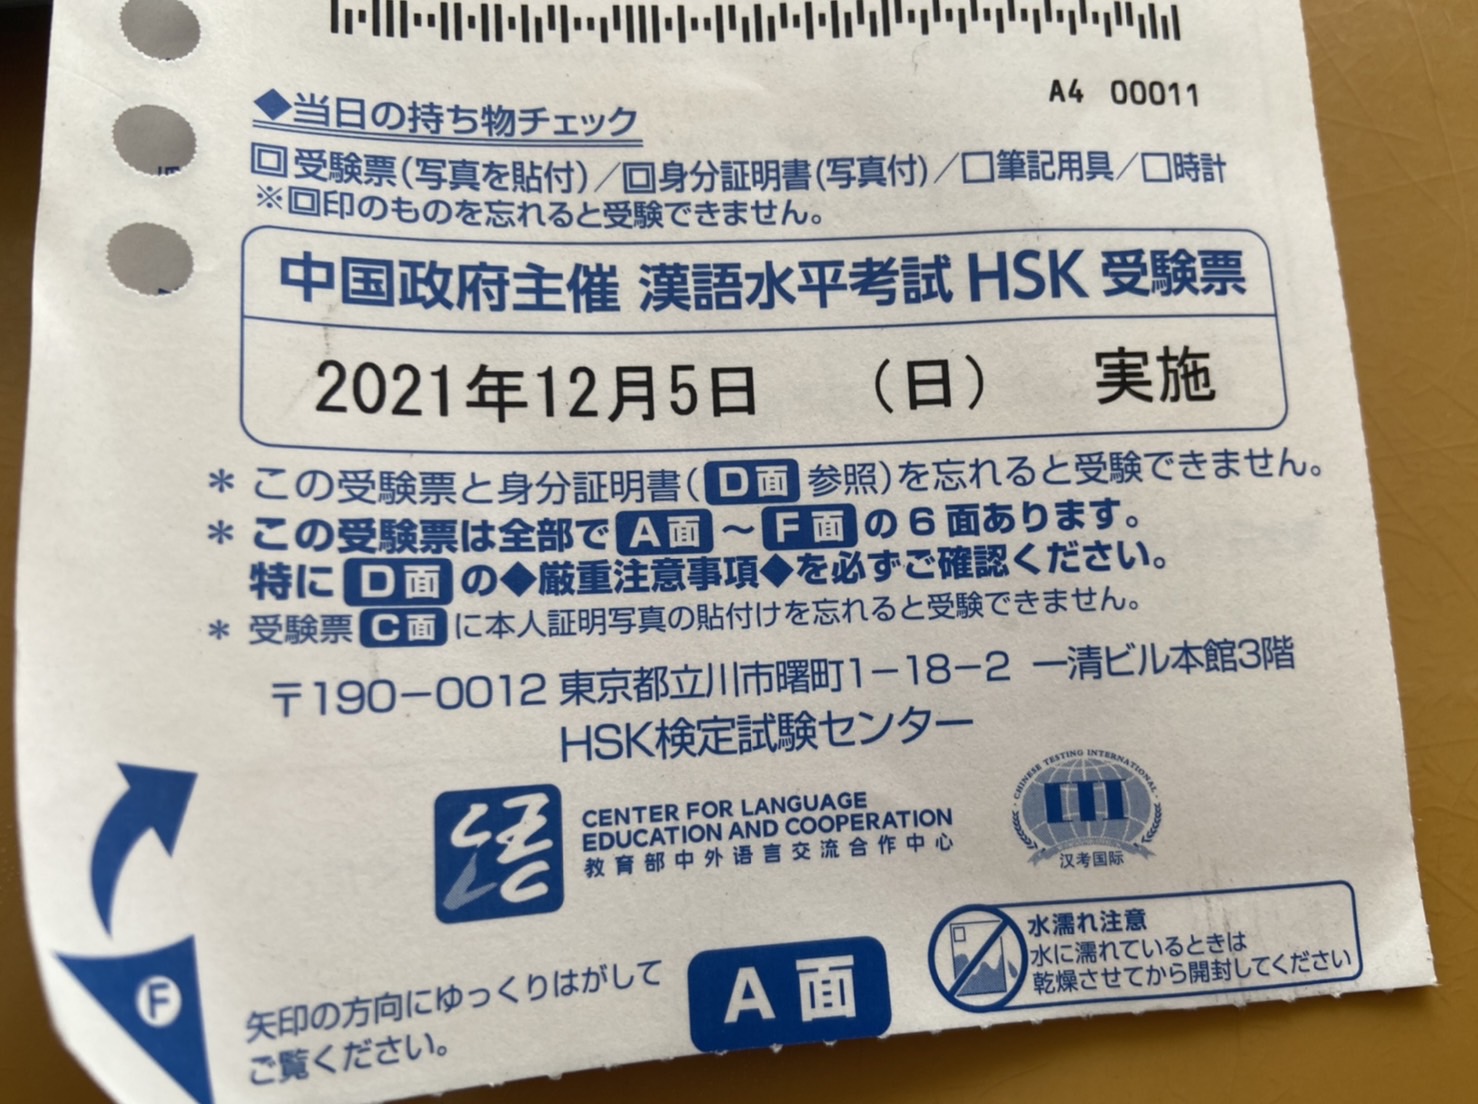 A4 00011
◆当日の持ち物チェック
回受験票(写真を貼付)/回身分証明書(写真付)/□筆記用具/□時計
※回印のものを忘れると受験できません。
中国政府主催 漢語水平考試 HSK 受験票
2021年12月5日 (日) 実施
* この受験票と身分証明書(D面参照)を忘れると受験できません。
* この受験票は全部でA面~F面の6面あります。
特にD面の◆厳重注意事項◆を必ずご確認ください。
* 受験票C面に本人証明写真の貼付けを忘れると受験できません。
〒190-0012 東京都立川市曙町1-18-2 一清ビル本館3階
HSK検定試験センター
CENTER FOR LANGUAGE
EDUCATION AND COOPERATION
教育部中外语言交流合作中心
CHINESE TESTING INTERNATIONAL
汉考国际
水濡れ注意
水に濡れているときは
乾燥させてから開封してください
A面
F
矢印の方向にゆっくりはがして
ご覧ください。